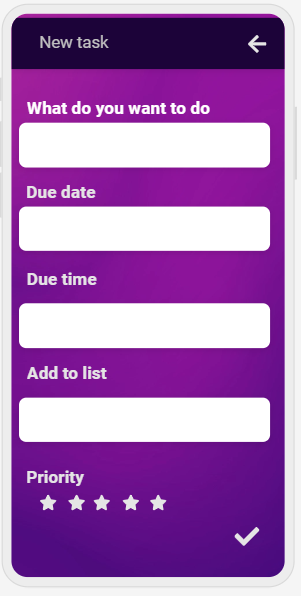 New task
What do you want to do
Due date
Due time
Add to list
Priority